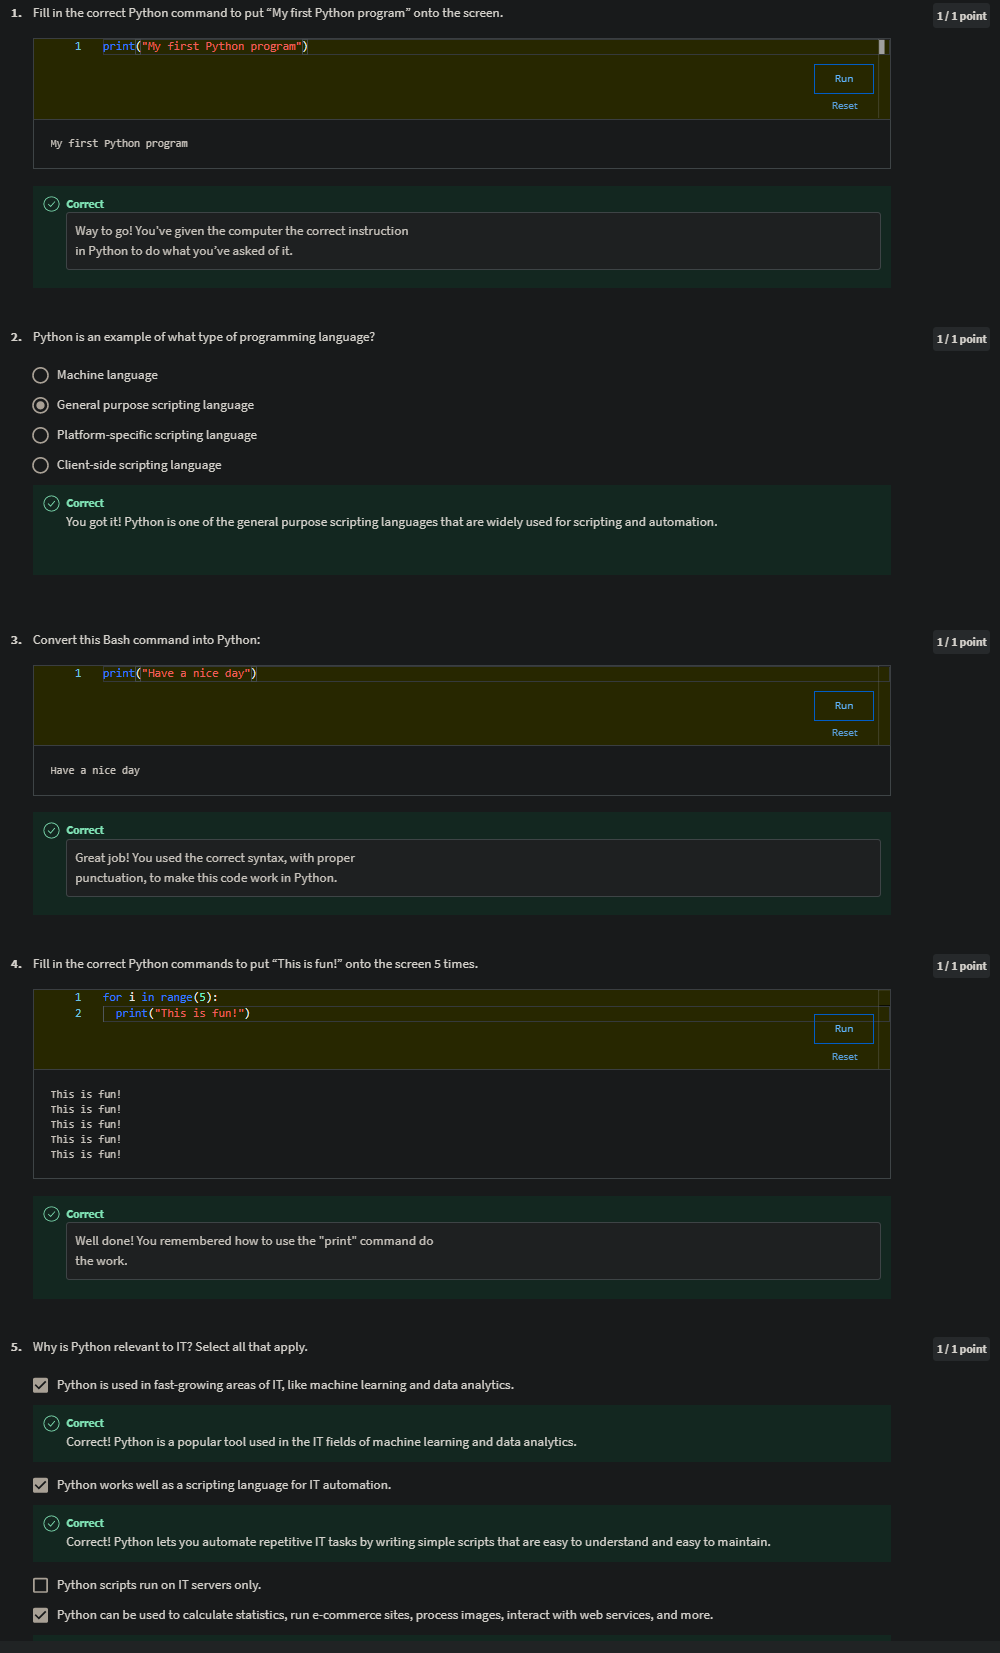 1. Fill in the correct Python command to put “My first Python program” onto the screen.
1 / 1 point
1 print("My first Python program")
Run
Reset
My first Python program
Correct
Way to go! You've given the computer the correct instruction
in Python to do what you’ve asked of it.
2. Python is an example of what type of programming language?
1 / 1 point
Machine language
General purpose scripting language
Platform-specific scripting language
Client-side scripting language
Correct
You got it! Python is one of the general purpose scripting languages that are widely used for scripting and automation.
3. Convert this Bash command into Python:
1 / 1 point
1 print("Have a nice day")
Run
Reset
Have a nice day
Correct
Great job! You used the correct syntax, with proper
punctuation, to make this code work in Python.
4. Fill in the correct Python commands to put “This is fun!” onto the screen 5 times.
1 / 1 point
1 for i in range(5):
2 print("This is fun!")
Run
Reset
This is fun!
This is fun!
This is fun!
This is fun!
This is fun!
Correct
Well done! You remembered how to use the "print" command do
the work.
5. Why is Python relevant to IT? Select all that apply.
1 / 1 point
Python is used in fast-growing areas of IT, like machine learning and data analytics.
Correct
Correct! Python is a popular tool used in the IT fields of machine learning and data analytics.
Python works well as a scripting language for IT automation.
Correct
Correct! Python lets you automate repetitive IT tasks by writing simple scripts that are easy to understand and easy to maintain.
Python scripts run on IT servers only.
Python can be used to calculate statistics, run e-commerce sites, process images, interact with web services, and more.